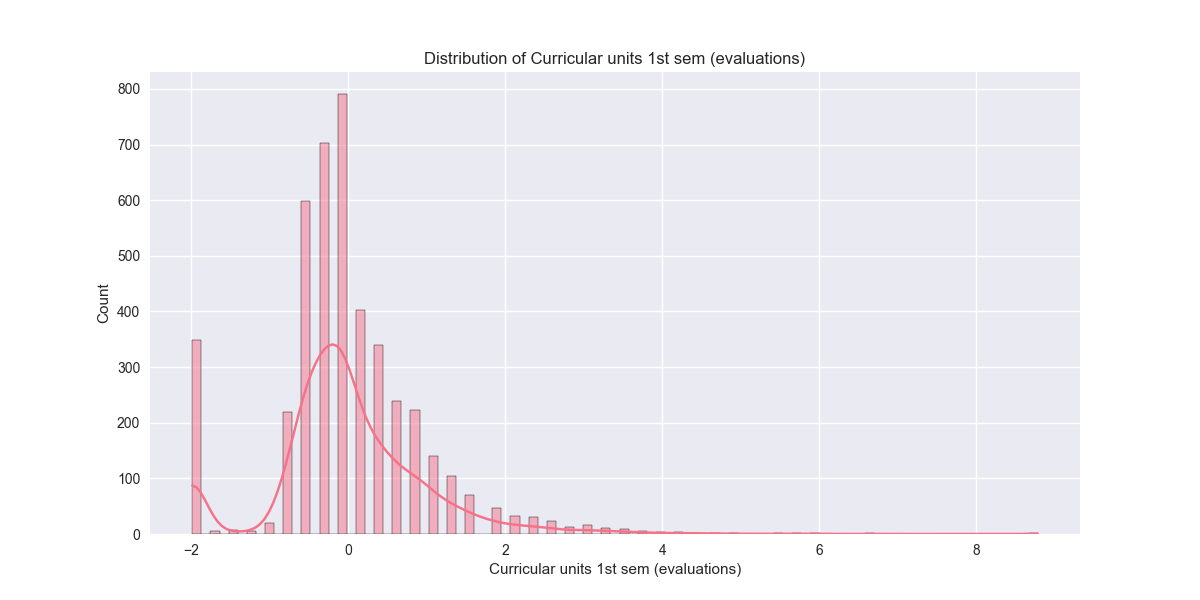 Distribution of Curricular units 1st sem (evaluations)
800
700
600
500
400
300
200
100
0
Count
−2 0 2 4 6 8
Curricular units 1st sem (evaluations)